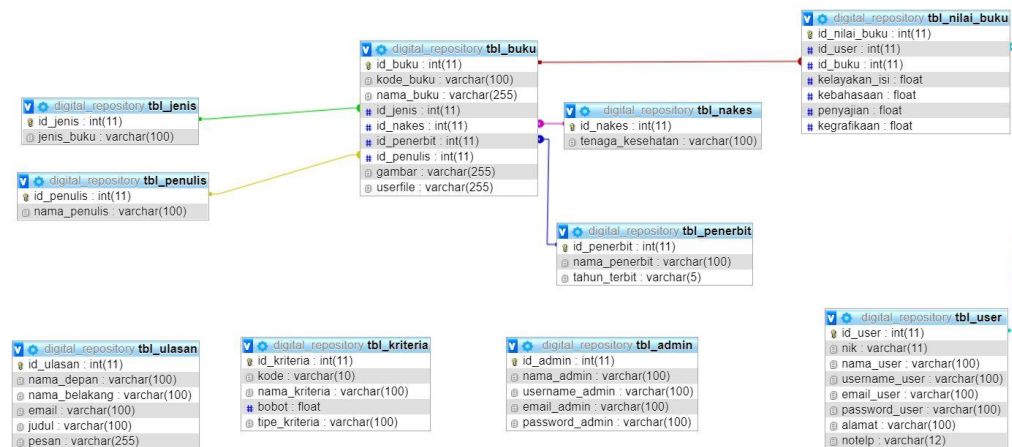 digital_repository tbl_nilai_buku
id_nilai_buku : int(11)
id_user : int(11)
id_buku : int(11)
kelayakan_isi : float
kebahasaan : float
penyajian : float
kegrafikaan : float
digital_repository tbl_buku
id_buku : int(11)
kode_buku : varchar(100)
nama_buku : varchar(255)
id_jenis : int(11)
id_nakes : int(11)
id_penerbit : int(11)
id_penulis : int(11)
gambar : varchar(255)
userfile : varchar(255)
digital_repository tbl_jenis
id_jenis : int(11)
jenis_buku : varchar(100)
digital_repository tbl_nakes
id_nakes : int(11)
tenaga_kesehatan : varchar(100)
digital_repository tbl_penulis
id_penulis : int(11)
nama_penulis : varchar(100)
digital_repository tbl_penerbit
id_penerbit : int(11)
nama_penerbit : varchar(100)
tahun_terbit : varchar(5)
digital_repository tbl_ulasan
id_ulasan : int(11)
nama_depan : varchar(100)
nama_belakang : varchar(100)
email : varchar(100)
judul : varchar(100)
pesan : varchar(255)
digital_repository tbl_kriteria
id_kriteria : int(11)
kode : varchar(10)
nama_kriteria : varchar(100)
bobot : float
tipe_kriteria : varchar(100)
digital_repository tbl_admin
id_admin : int(11)
nama_admin : varchar(100)
username_admin : varchar(100)
email_admin : varchar(100)
password_admin : varchar(100)
digital_repository tbl_user
id_user : int(11)
nik : varchar(11)
nama_user : varchar(100)
username_user : varchar(100)
email_user : varchar(100)
password_user : varchar(100)
alamat : varchar(100)
notelp : varchar(12)